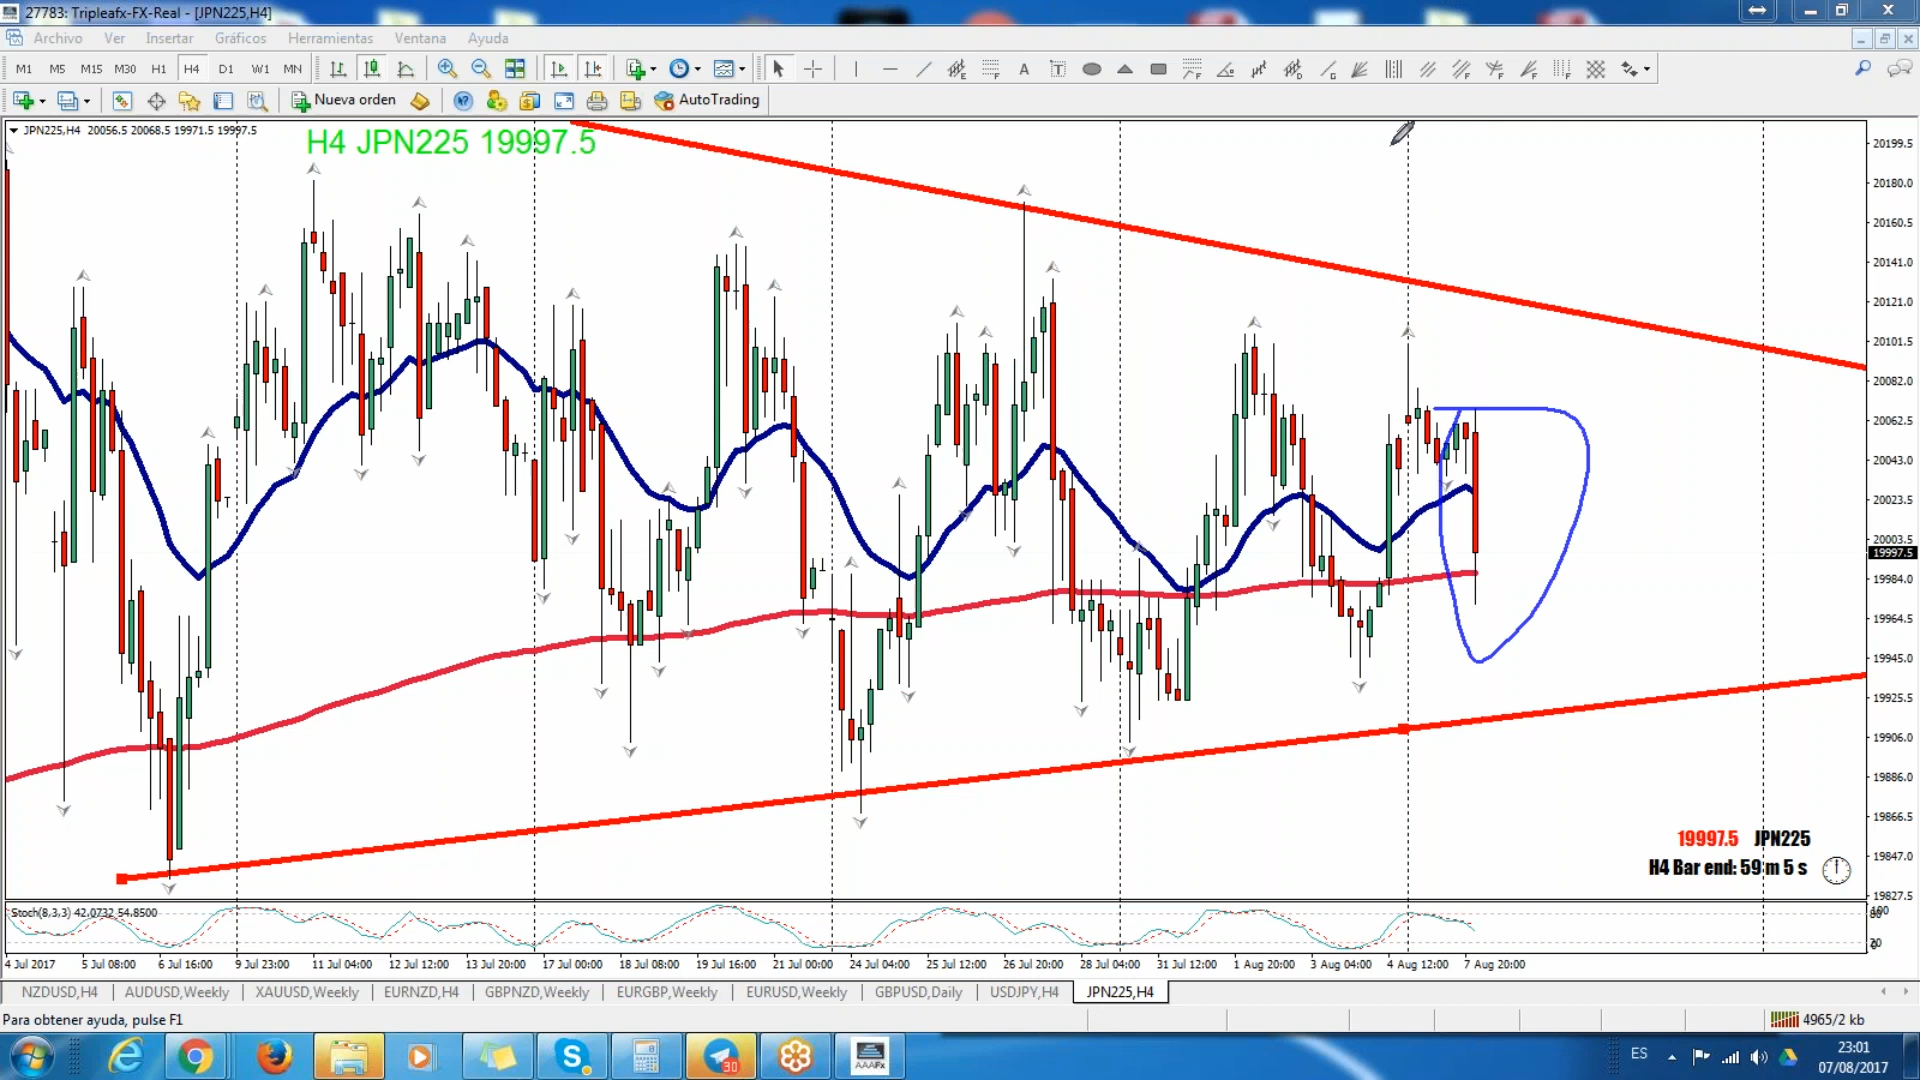 27783: Tripleafx-FX-Real - [JPN225,H4]
Archivo Ver Insertar Gráficos Herramientas Ventana Ayuda
M1 M5 M15 M30 H1 H4 D1 W1 MN
Nueva orden AutoTrading
JPN225,H4 20056.5 20068.5 19971.5 19997.5
H4 JPN225 19997.5
20199.5
20180.0
20160.5
20141.0
20121.0
20101.5
20082.0
20062.5
20043.0
20023.5
20003.5
19997.5
19984.0
19964.5
19945.0
19925.5
19906.0
19886.0
19866.5
19847.0
19827.5
19997.5 JPN225
H4 Bar end: 59 m 5 s
Stoch(8,3,3) 42.0732 54.8500
100
80
20
4 Jul 2017 5 Jul 08:00 6 Jul 16:00 9 Jul 23:00 11 Jul 04:00 12 Jul 12:00 13 Jul 20:00 17 Jul 00:00 18 Jul 08:00 19 Jul 16:00 21 Jul 00:00 24 Jul 04:00 25 Jul 12:00 26 Jul 20:00 28 Jul 04:00 31 Jul 12:00 1 Aug 20:00 3 Aug 04:00 4 Aug 12:00 7 Aug 20:00
NZDUSD,H4 AUDUSD,Weekly XAUUSD,Weekly EURNZD,H4 GBPNZD,Weekly EURGBP,Weekly EURUSD,Weekly GBPUSD,Daily USDJPY,H4 JPN225,H4
Para obtener ayuda, pulse F1
4965/2 kb
30
AAAFx
ES
23:01
07/08/2017